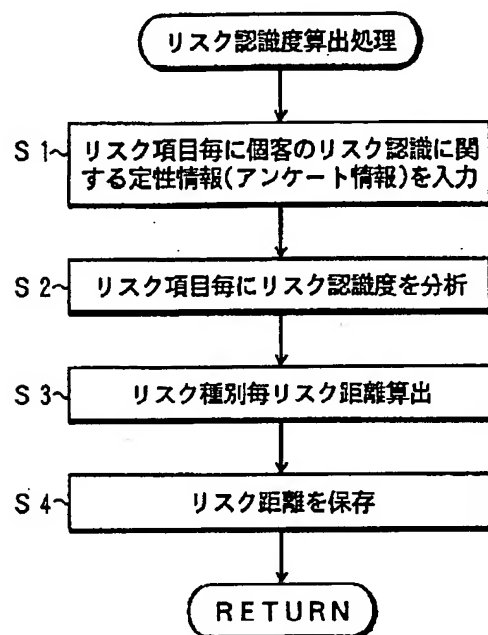 リスク認識度算出処理
S1~ リスク項目毎に個客のリスク認識に関
する定性情報(アンケート情報)を入力
S2~ リスク項目毎にリスク認識度を分析
S3~ リスク種別毎リスク距離算出
S4~ リスク距離を保存
RETURN